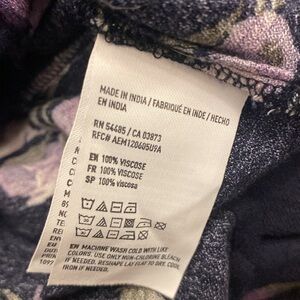 MADE IN INDIA / FABRIQUÉ EN INDE / HECHO
EN INDIA
RN 54485 / CA 03873
RFC# AEM120605U9A
EN 100% VISCOSE
FR 100% VISCOSE
SP 100% viscosa
EN MACHINE WASH COLD WITH LIKE
COLORS. USE ONLY NON-CHLORINE BLEACH
IF NEEDED. RESHAPE LAY FLAT TO DRY. COOL
IRON IF NEEDED.